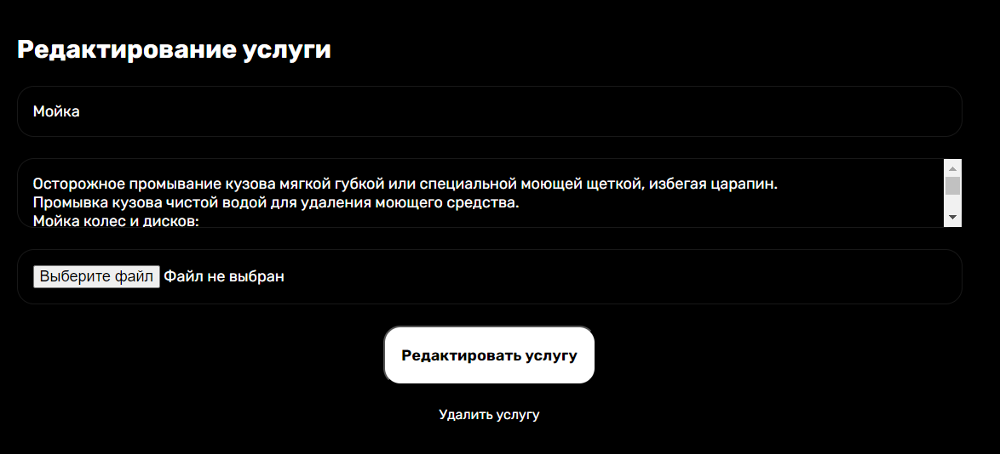 Редактирование услуги
Мойка
Осторожное промывание кузова мягкой губкой или специальной моющей щеткой, избегая царапин.
Промывка кузова чистой водой для удаления моющего средства.
Мойка колес и дисков:
Выберите файл Файл не выбран
Редактировать услугу
Удалить услугу